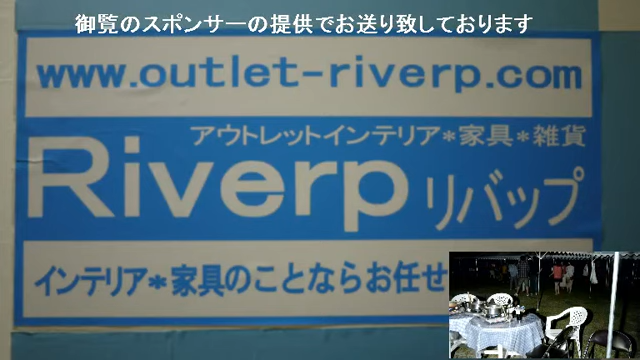 御覧のスポンサーの提供でお送り致しております
www.outlet-riverp.com
アウトレットインテリア*家具*雑貨
Riverp リバップ
インテリア*家具のことならお任せ